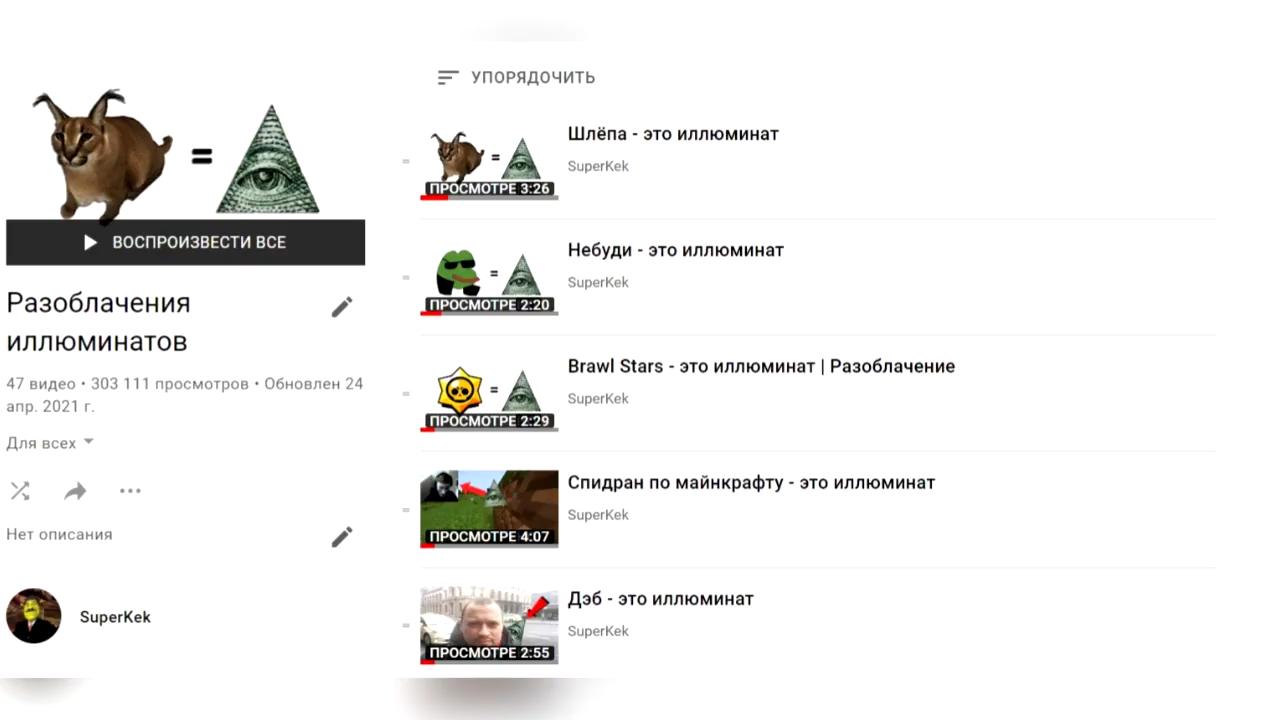 ВОСПРОИЗВЕСТИ ВСЕ
Разоблачения
иллюминатов
47 видео • 303 111 просмотров • Обновлен 24
апр. 2021 г.
Для всех
Нет описания
SuperKek
УПОРЯДОЧИТЬ
Шлёпа - это иллюминат
SuperKek
ПРОСМОТРЕ 3:26
Небуди - это иллюминат
SuperKek
ПРОСМОТРЕ 2:20
Brawl Stars - это иллюминат | Разоблачение
SuperKek
ПРОСМОТРЕ 2:29
Спидран по майнкрафту - это иллюминат
SuperKek
ПРОСМОТРЕ 4:07
Дэб - это иллюминат
SuperKek
ПРОСМОТРЕ 2:55